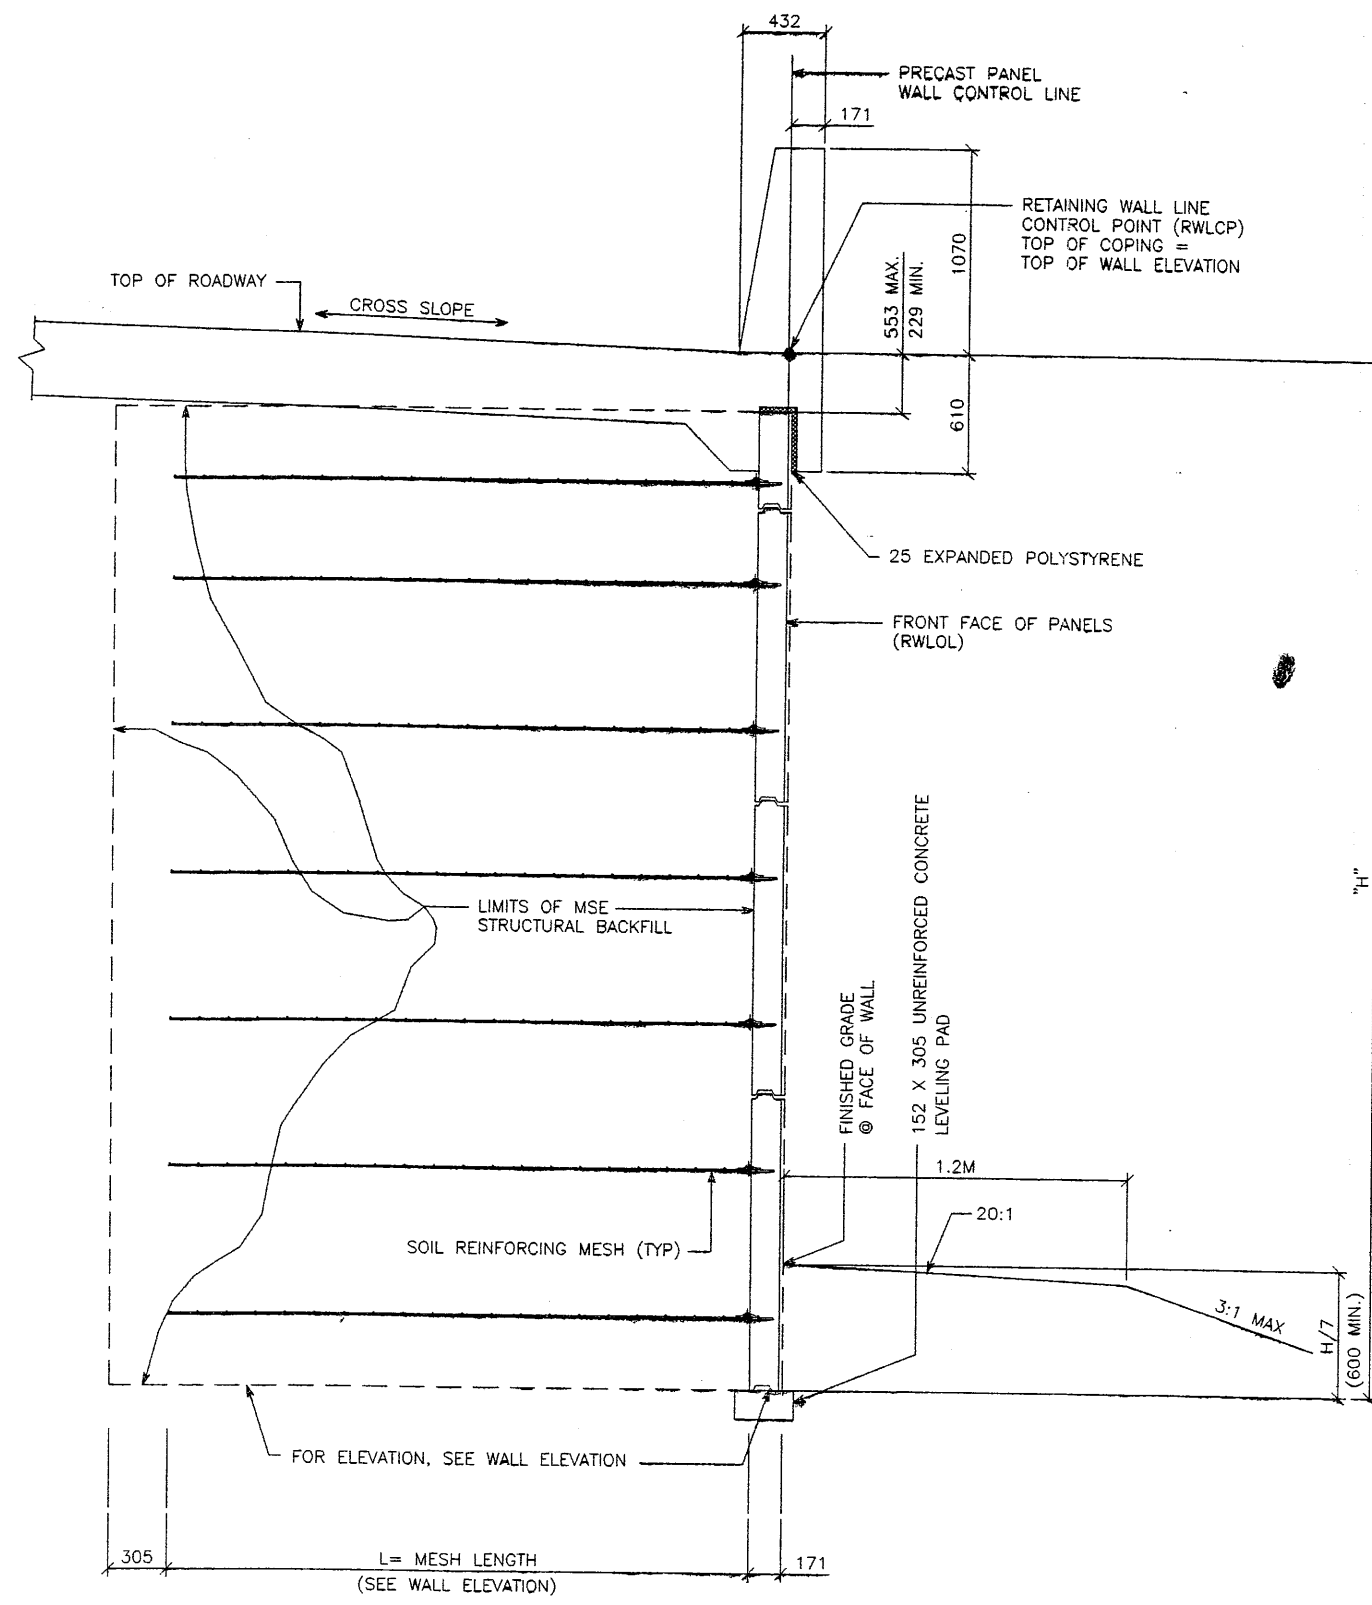 432
PRECAST PANEL
WALL CONTROL LINE
171
RETAINING WALL LINE
CONTROL POINT (RWLCP)
TOP OF COPING =
TOP OF WALL ELEVATION
1070
553 MAX.
229 MIN.
TOP OF ROADWAY
CROSS SLOPE
610
25 EXPANDED POLYSTYRENE
FRONT FACE OF PANELS
(RWLOL)
"H"
LIMITS OF MSE
STRUCTURAL BACKFILL
FINISHED GRADE
@ FACE OF WALL
152 X 305 UNREINFORCED CONCRETE
LEVELING PAD
1.2M
20:1
SOIL REINFORCING MESH (TYP)
3:1 MAX
H/7
(600 MIN.)
FOR ELEVATION, SEE WALL ELEVATION
305
L= MESH LENGTH
(SEE WALL ELEVATION)
171